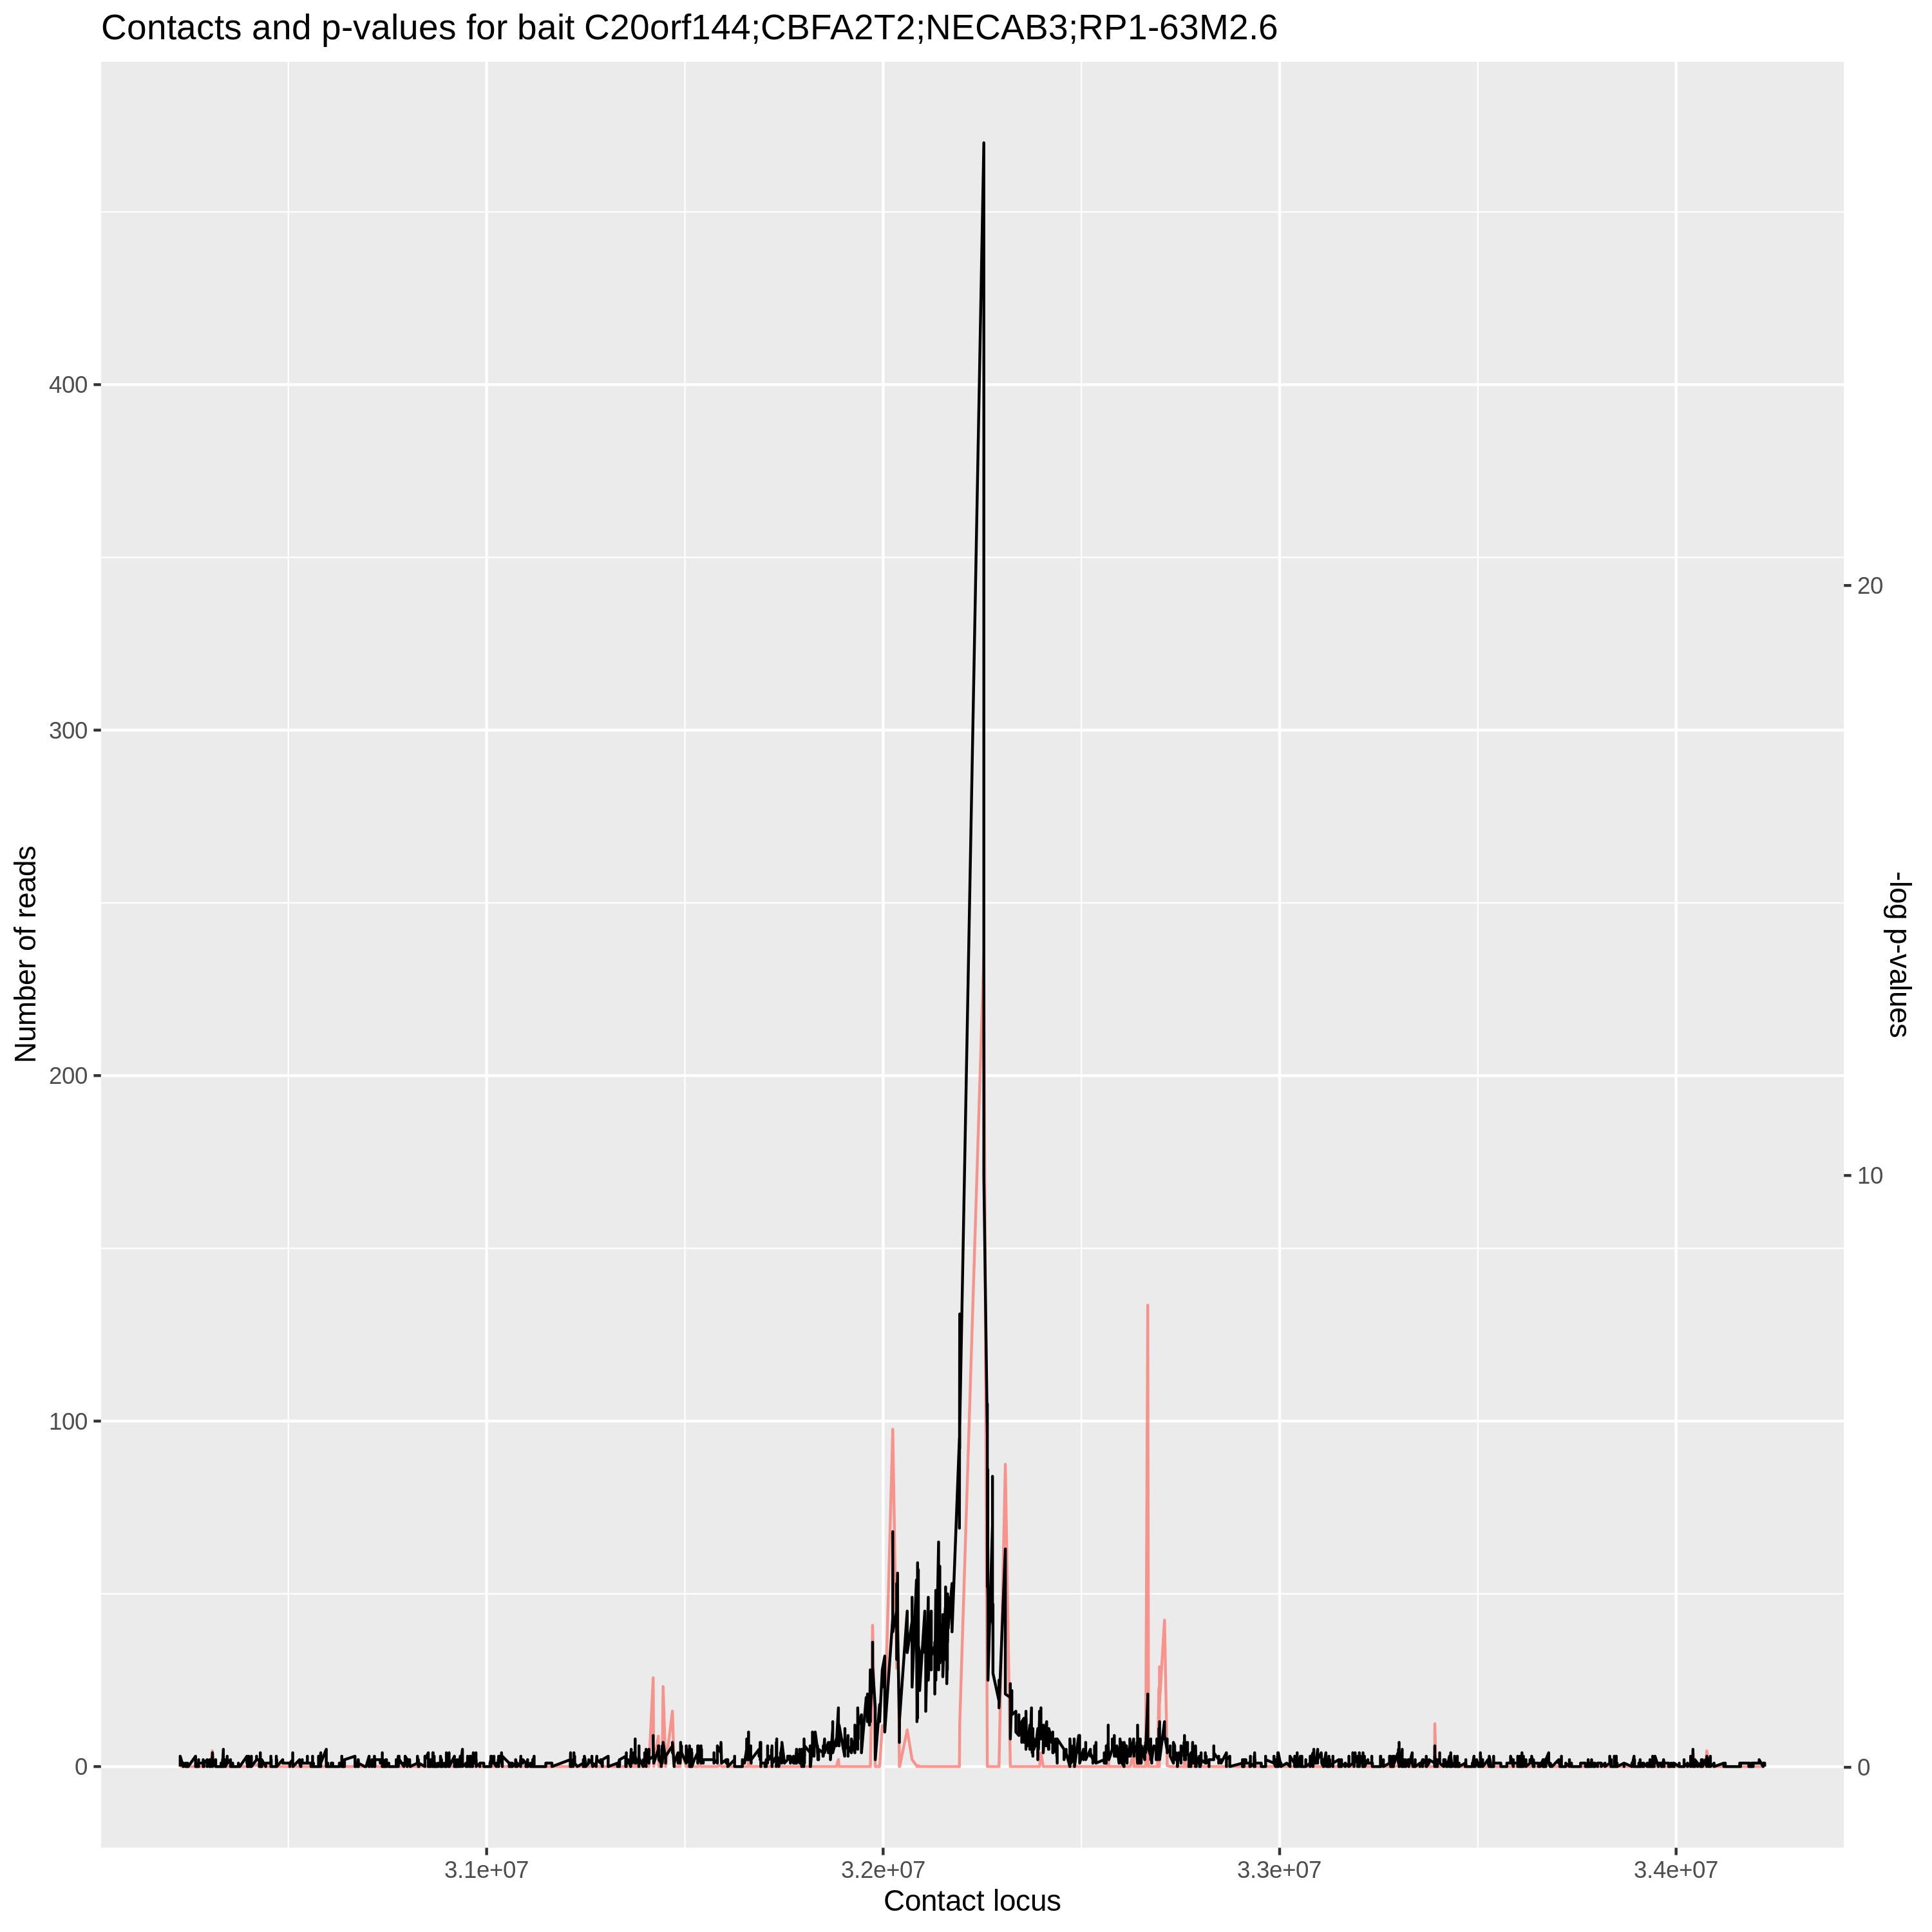 Contacts and p-values for bait C20orf144;CBFA2T2;NECAB3;RP1-63M2.6
400
300
200
100
0
Number of reads
20
10
0
-log p-values
3.1e+07 3.2e+07 3.3e+07 3.4e+07
Contact locus